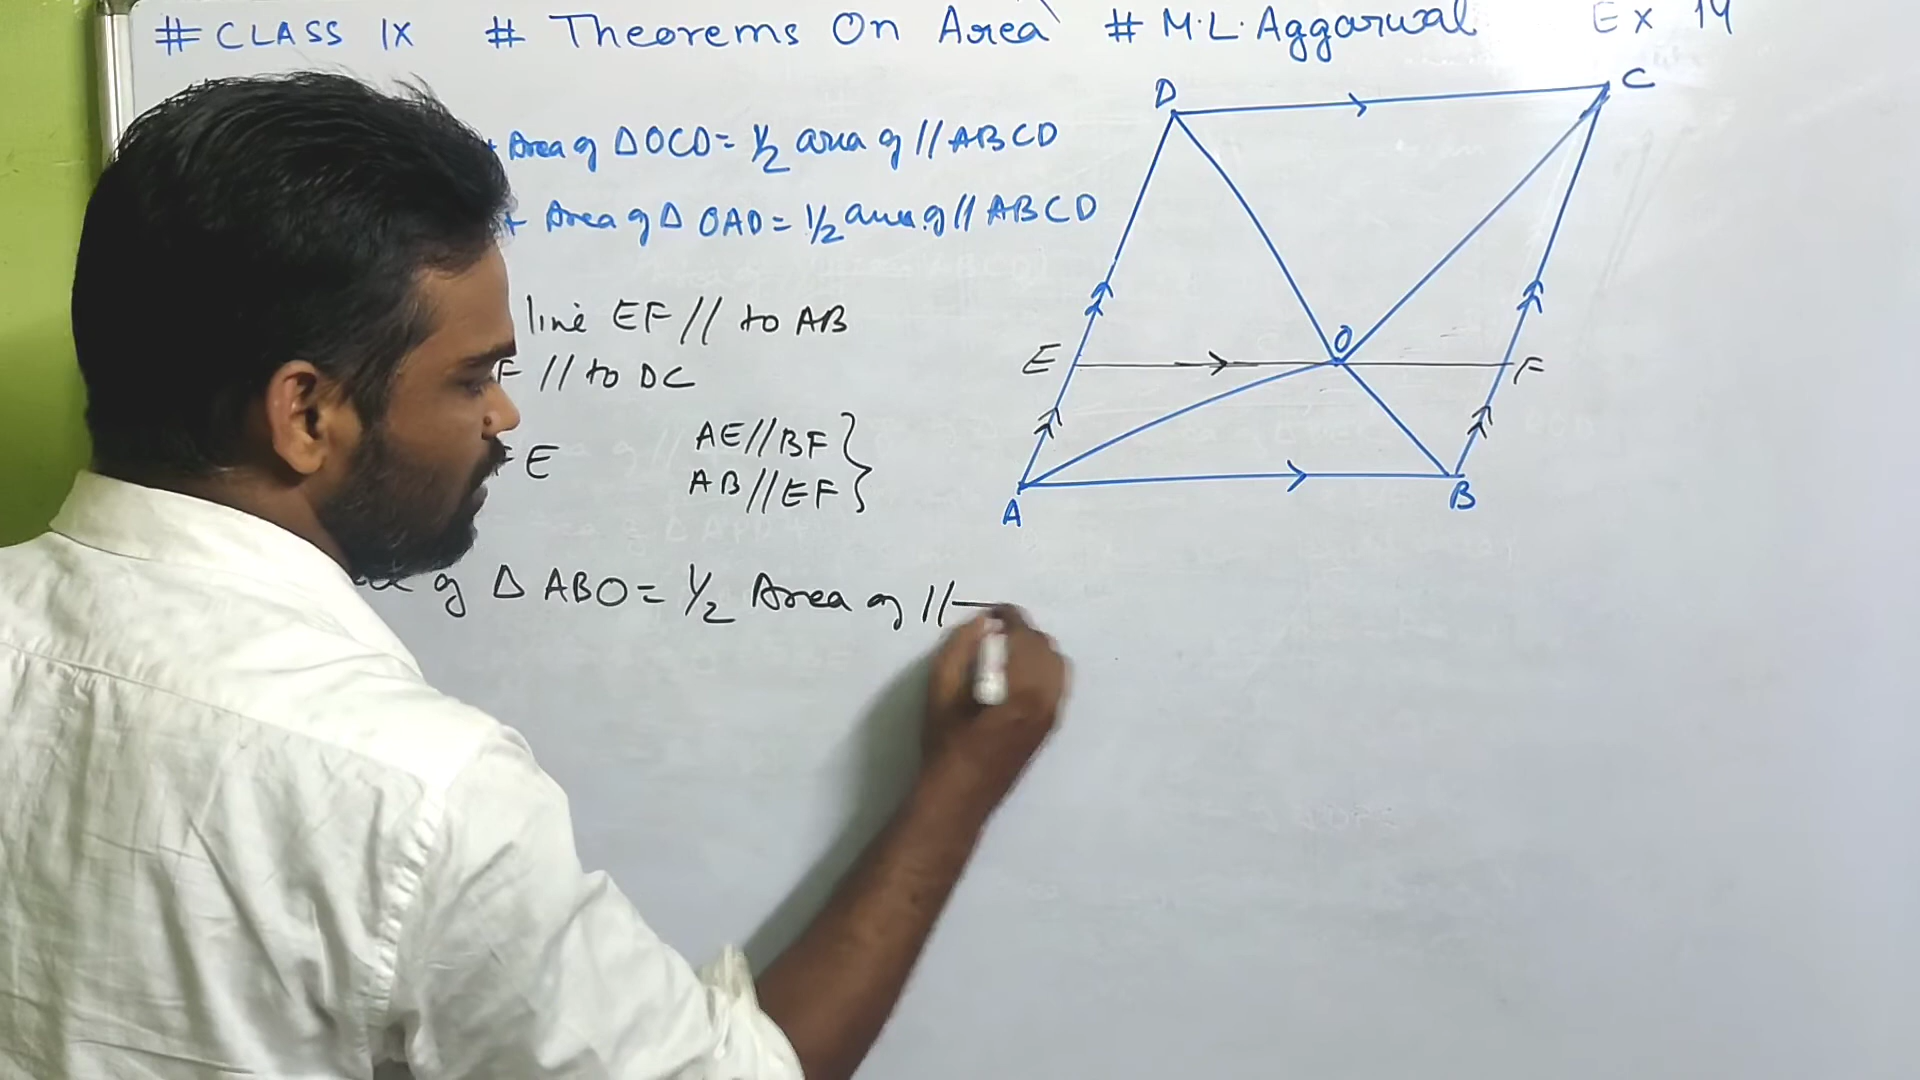 # CLASS IX # Theorems On Area # M.L. Aggarwal Ex 14
+ Area of Δ OCD = 1/2 area of // ABCD
+ Area of Δ OAD = 1/2 area of // ABCD
line EF // to AB
F // to DC
FE AE // BF
AB // EF
of Δ ABO = 1/2 Area of //
D
C
O
E
F
A
B